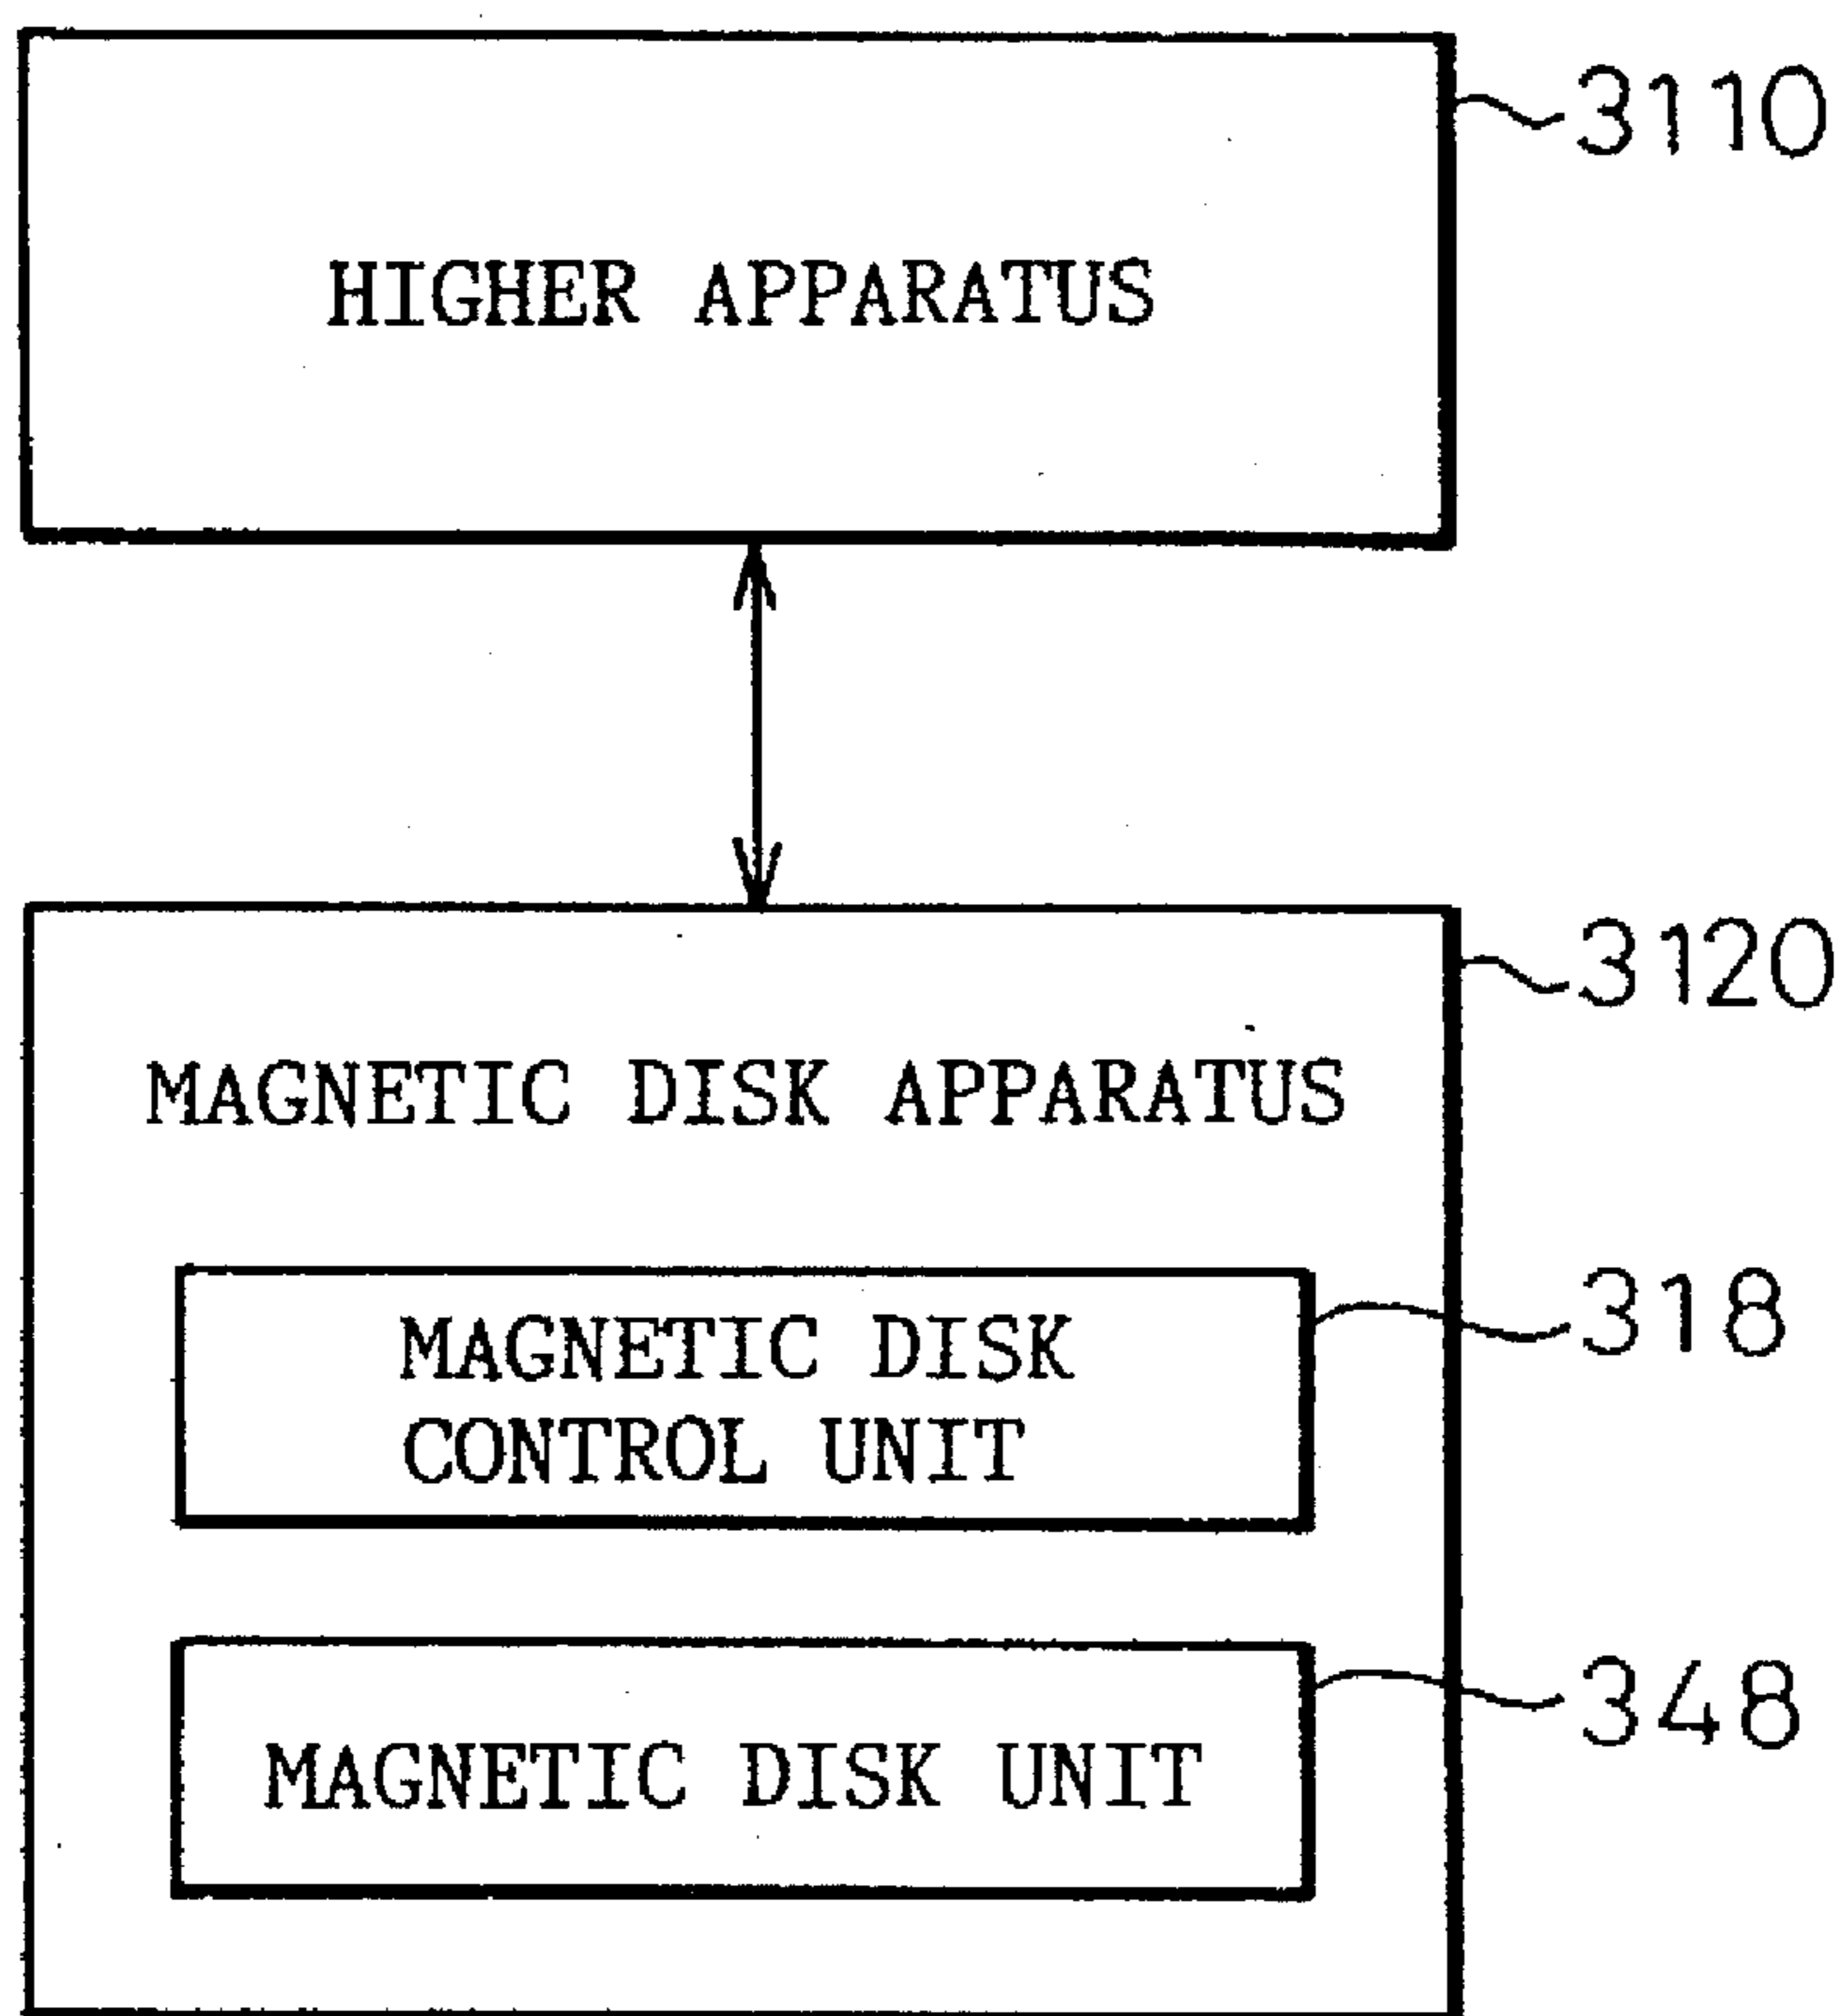 3110
HIGHER APPARATUS
3120
MAGNETIC DISK APPARATUS
318
MAGNETIC DISK
CONTROL UNIT
348
MAGNETIC DISK UNIT